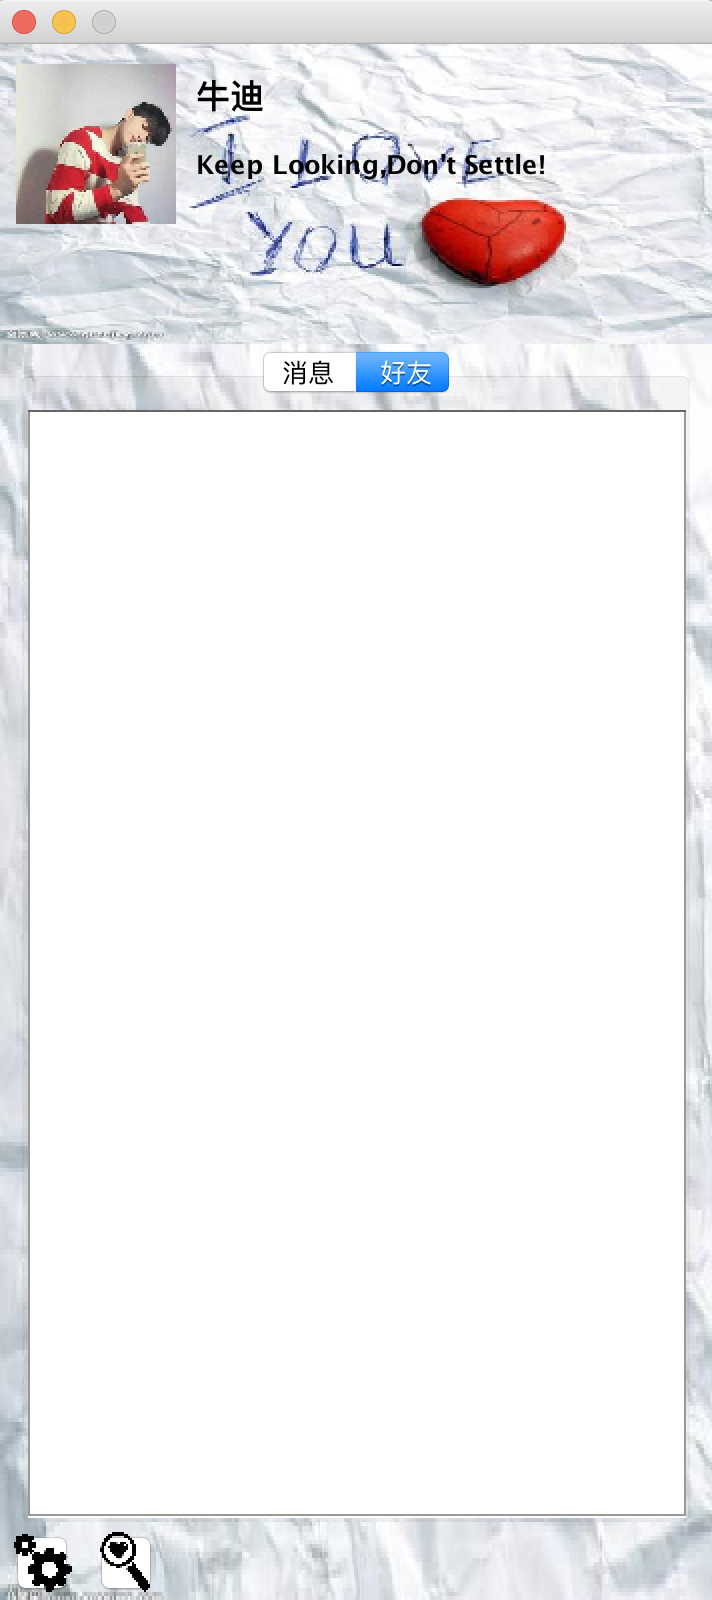 牛迪
Keep Looking,Don't Settle!
I LOVE
YOU
消息 好友